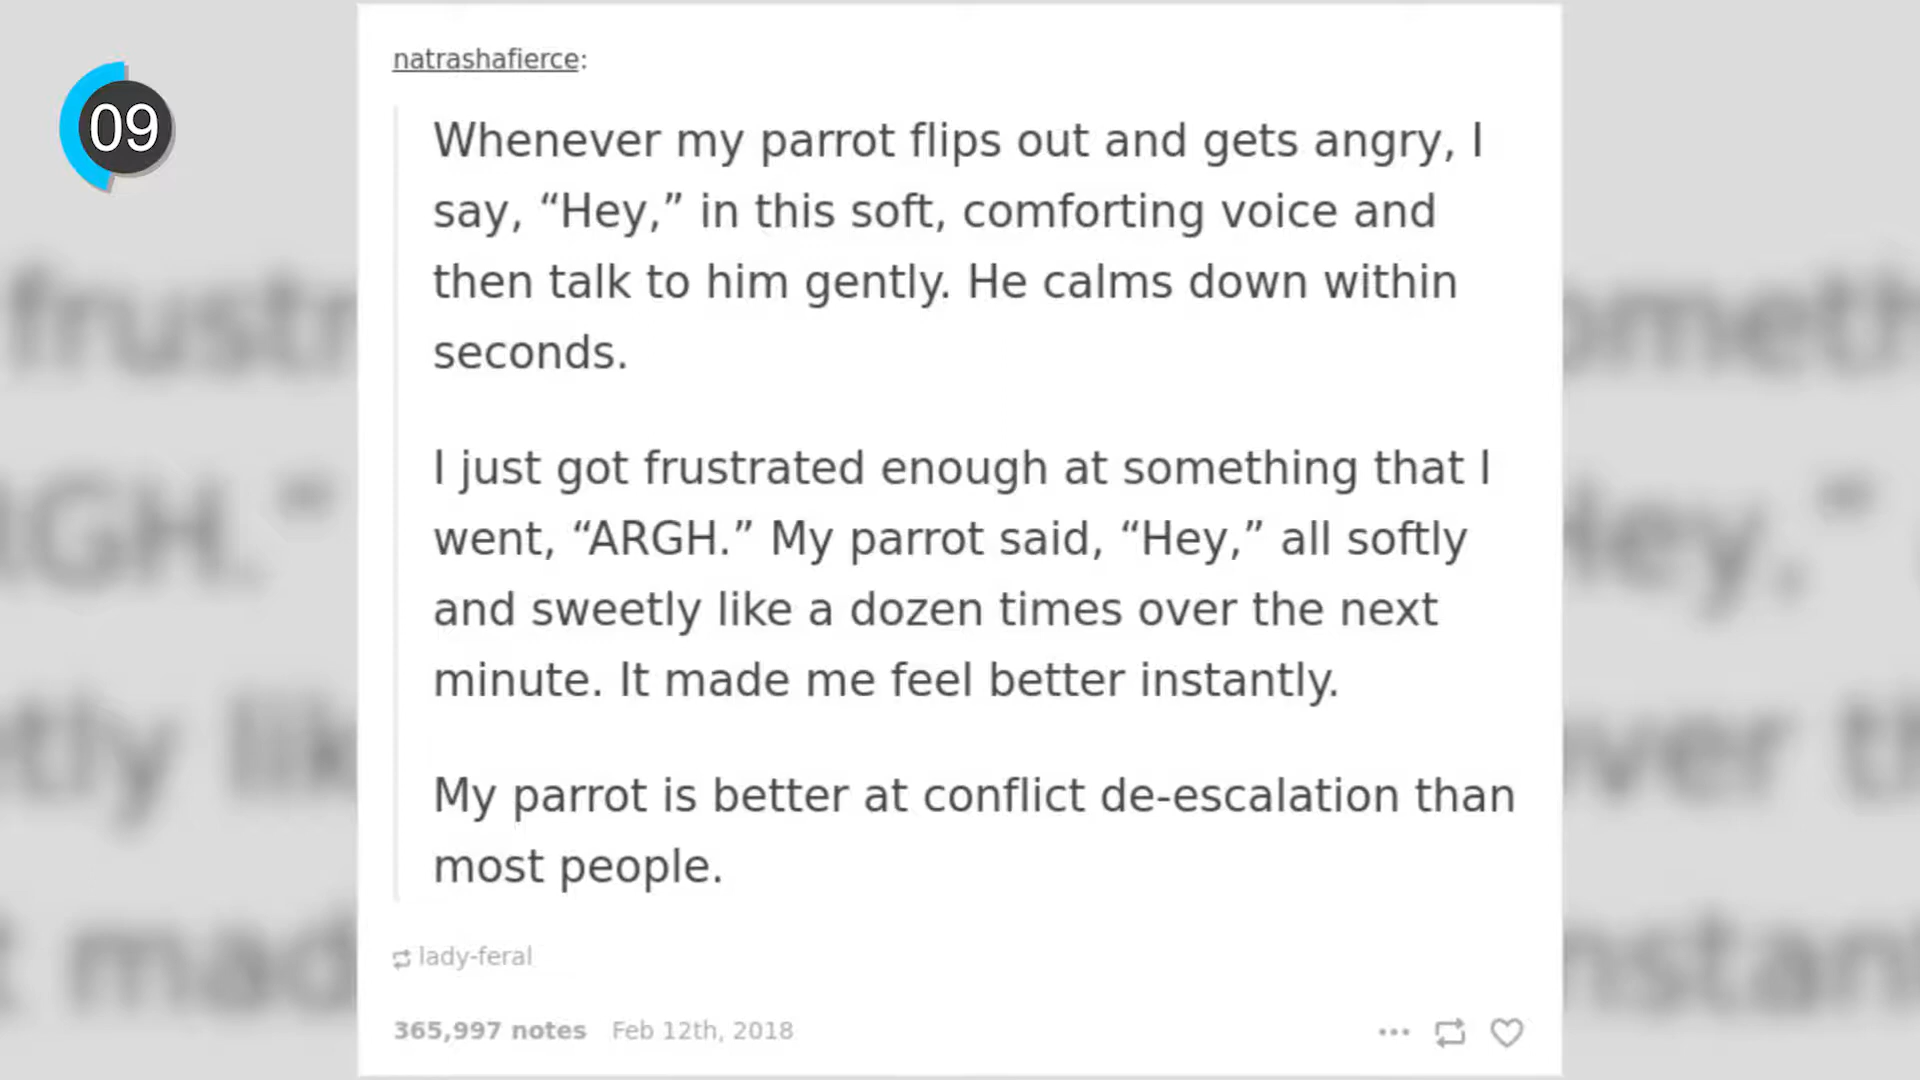 09
natrashafierce:
Whenever my parrot flips out and gets angry, I
say, “Hey,” in this soft, comforting voice and
then talk to him gently. He calms down within
seconds.
I just got frustrated enough at something that I
went, “ARGH.” My parrot said, “Hey,” all softly
and sweetly like a dozen times over the next
minute. It made me feel better instantly.
My parrot is better at conflict de-escalation than
most people.
lady-feral
365,997 notes Feb 12th, 2018